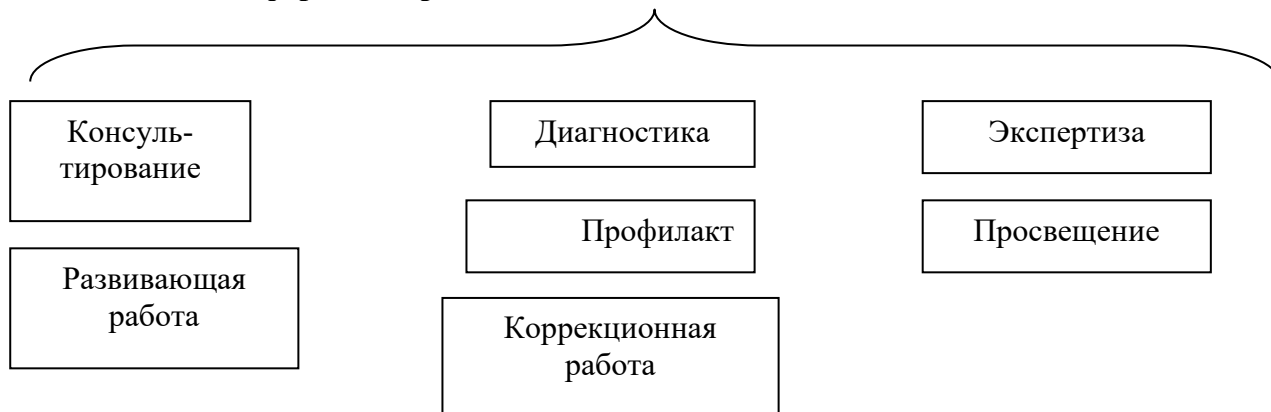 Консуль-
тирование
Диагностика
Экспертиза
Профилакт
Просвещение
Развивающая
работа
Коррекционная
работа